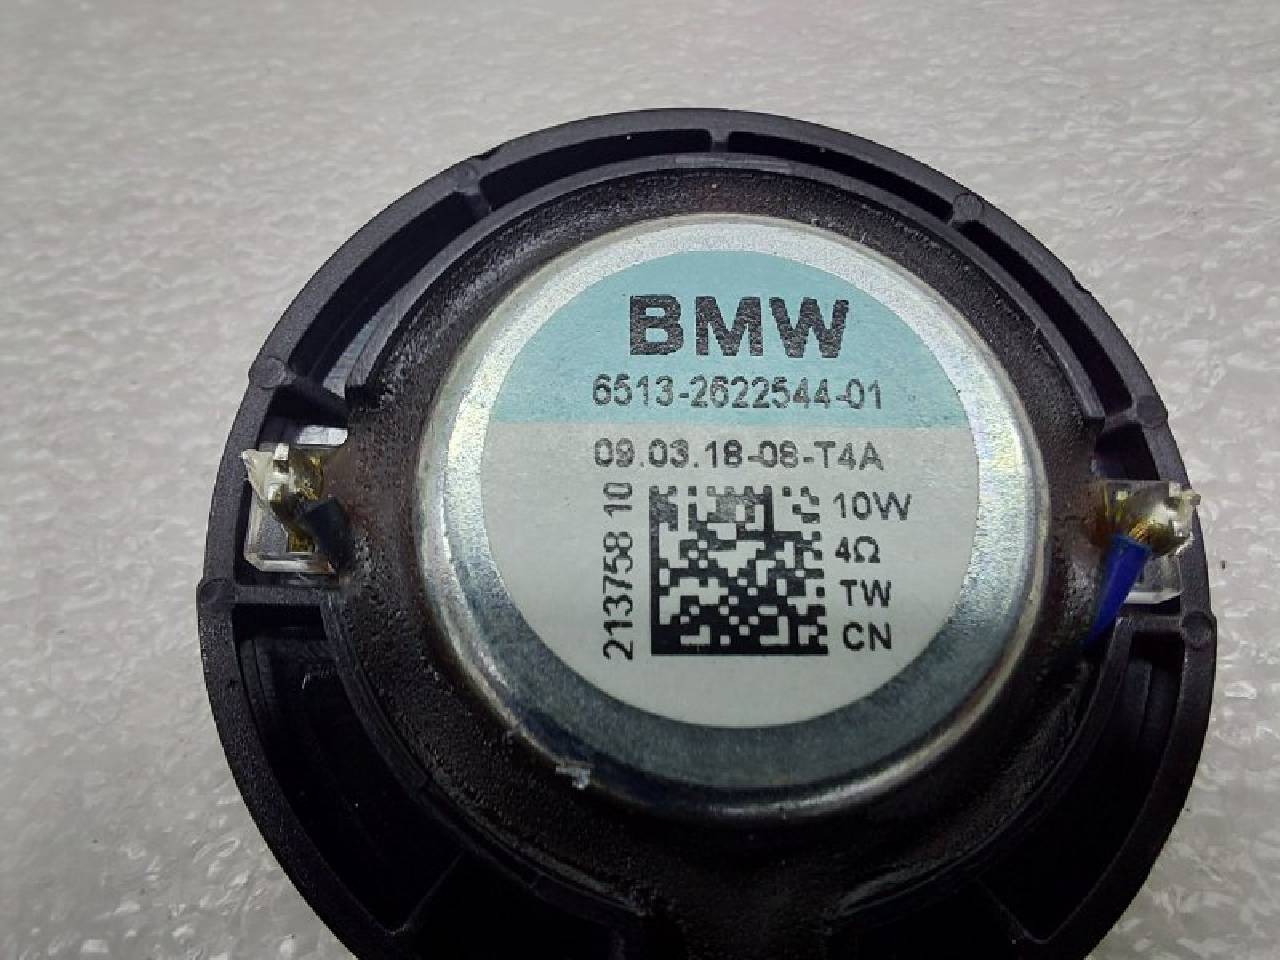 BMW
6513-2622544-01
09.03.18-08-T4A
213758 10
10W
4Ω
TW
CN